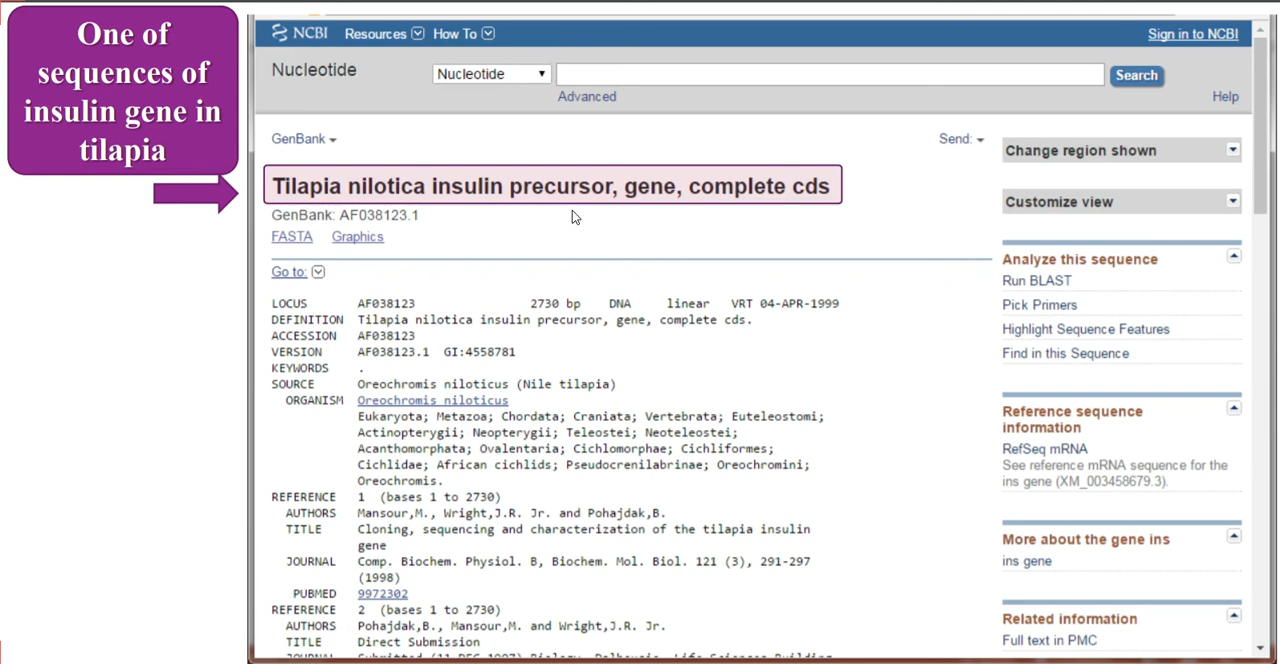 One of
sequences of
insulin gene in
tilapia
NCBI Resources How To Sign in to NCBI
Nucleotide Nucleotide Search
Advanced Help
GenBank Send:
Tilapia nilotica insulin precursor, gene, complete cds
GenBank: AF038123.1
FASTA Graphics
Go to:
LOCUS AF038123 2730 bp DNA linear VRT 04-APR-1999
DEFINITION Tilapia nilotica insulin precursor, gene, complete cds.
ACCESSION AF038123
VERSION AF038123.1 GI:4558781
KEYWORDS .
SOURCE Oreochromis niloticus (Nile tilapia)
ORGANISM Oreochromis niloticus
Eukaryota; Metazoa; Chordata; Craniata; Vertebrata; Euteleostomi;
Actinopterygii; Neopterygii; Teleostei; Neoteleostei;
Acanthomorphata; Ovalentaria; Cichlomorphae; Cichliformes;
Cichlidae; African cichlids; Pseudocrenilabrinae; Oreochromini;
Oreochromis.
REFERENCE 1 (bases 1 to 2730)
AUTHORS Mansour,M., Wright,J.R. Jr. and Pohajdak,B.
TITLE Cloning, sequencing and characterization of the tilapia insulin
gene
JOURNAL Comp. Biochem. Physiol. B, Biochem. Mol. Biol. 121 (3), 291-297
(1998)
PUBMED 9972302
REFERENCE 2 (bases 1 to 2730)
AUTHORS Pohajdak,B., Mansour,M. and Wright,J.R. Jr.
TITLE Direct Submission
Change region shown
Customize view
Analyze this sequence
Run BLAST
Pick Primers
Highlight Sequence Features
Find in this Sequence
Reference sequence
information
RefSeq mRNA
See reference mRNA sequence for the
ins gene (XM_003458679.3).
More about the gene ins
ins gene
Related information
Full text in PMC